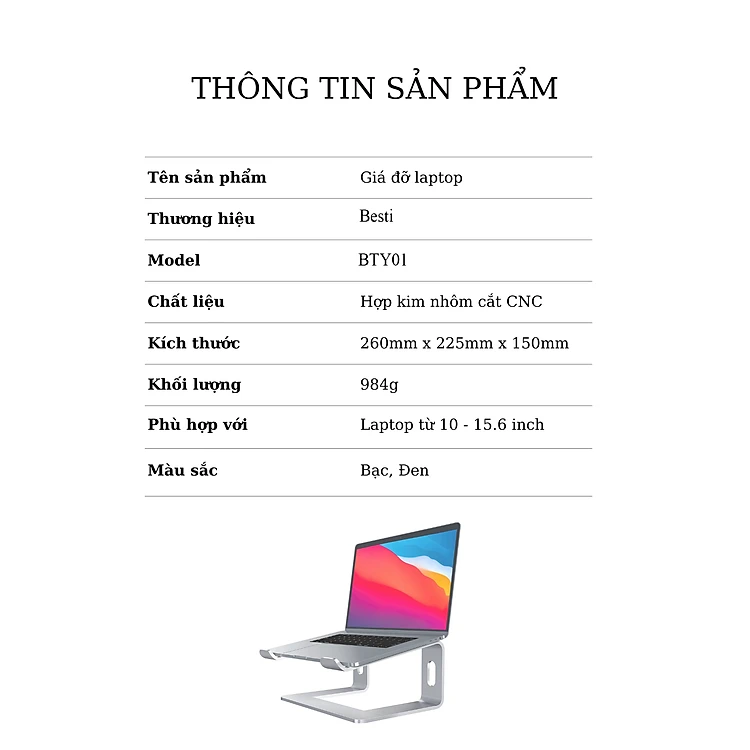 THÔNG TIN SẢN PHẨM
Tên sản phẩm Giá đỡ laptop
Thương hiệu Besti
Model BTY01
Chất liệu Hợp kim nhôm cắt CNC
Kích thước 260mm x 225mm x 150mm
Khối lượng 984g
Phù hợp với Laptop từ 10 - 15.6 inch
Màu sắc Bạc, Đen